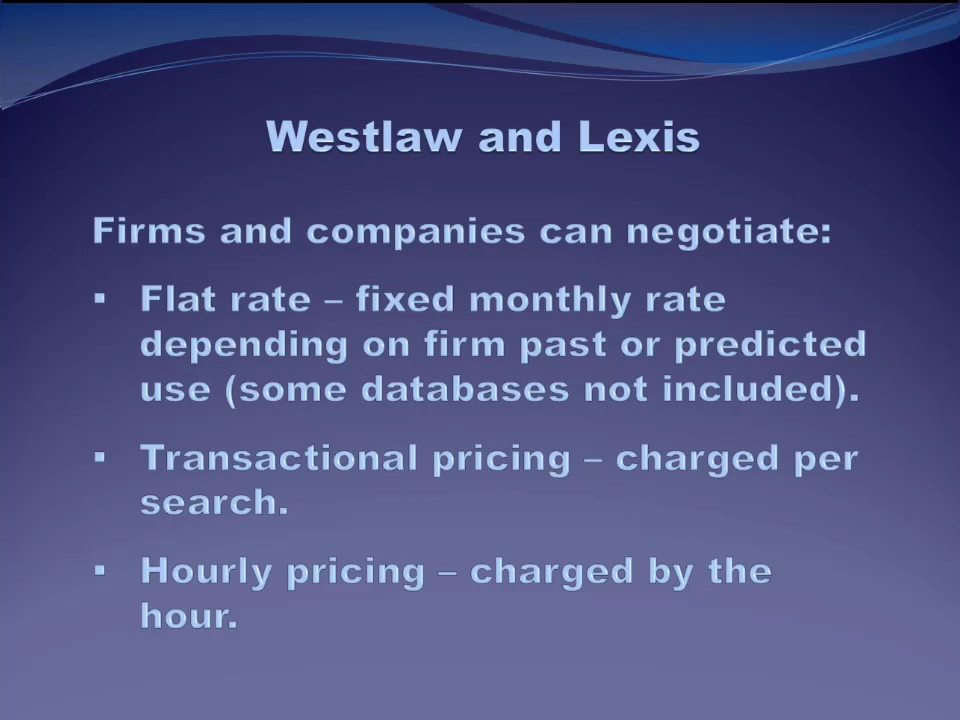 Westlaw and Lexis
Firms and companies can negotiate:
▪ Flat rate – fixed monthly rate
depending on firm past or predicted
use (some databases not included).
▪ Transactional pricing – charged per
search.
▪ Hourly pricing – charged by the
hour.